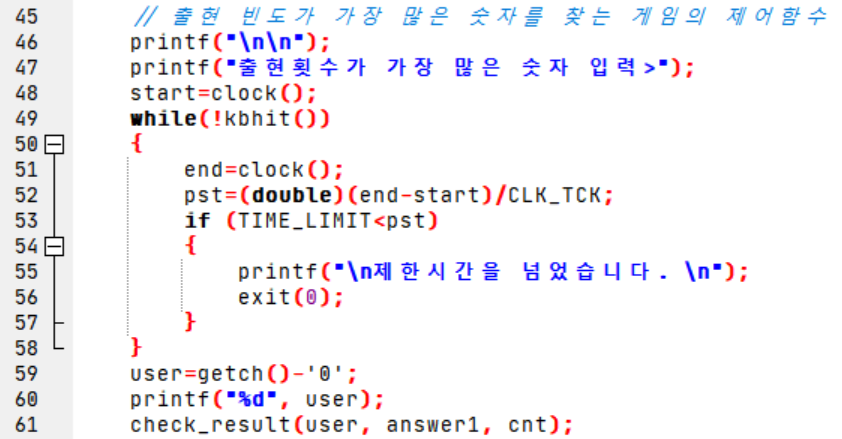 45 // 출현 빈도가 가장 많은 숫자를 찾는 게임의 제어함수
46 printf("\n\n");
47 printf("출현횟수가 가장 많은 숫자 입력>");
48 start=clock();
49 while(!kbhit())
50 {
51 end=clock();
52 pst=(double)(end-start)/CLK_TCK;
53 if (TIME_LIMIT<pst)
54 {
55 printf("\n제한시간을 넘었습니다. \n");
56 exit(0);
57 }
58 }
59 user=getch()-'0';
60 printf("%d", user);
61 check_result(user, answer1, cnt);